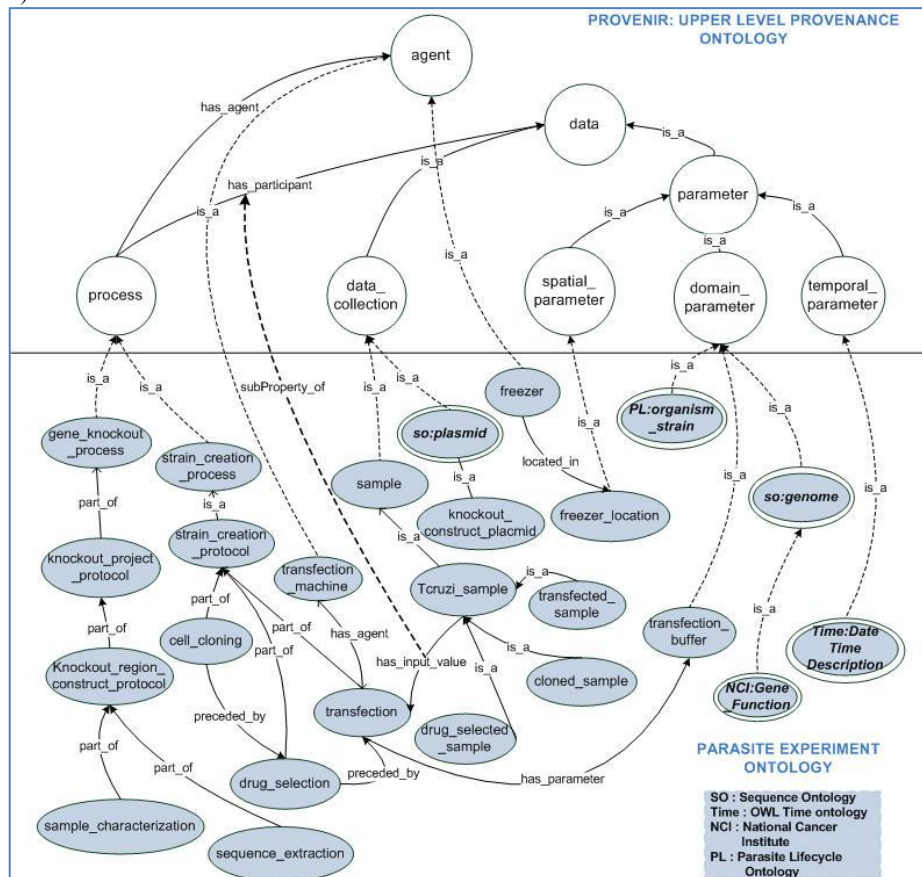 PROVENIR: UPPER LEVEL PROVENANCE
ONTOLOGY
agent
has_agent
data
is_a
is_a
has_participant
parameter
is_a
is_a
is_a
is_a
is_a
is_a
process
data_
collection
spatial_
parameter
domain_
parameter
temporal_
parameter
is_a
is_a
subProperty_of
is_a
is_a
freezer
is_a
is_a
PL:organism
_strain
is_a
gene_knockout
_process
strain_creation
_process
so:plasmid
located_in
is_a
part_of
is_a
sample
is_a
knockout_
construct_placmid
freezer_location
so:genome
strain_creation
_protocol
is_a
is_a
knockout_project
_protocol
transfection
_machine
Tcruzi_sample
is_a
transfected_
sample
is_a
part_of
cell_cloning
part_of
part_of
has_agent
transfection_
buffer
Time:Date
Time
Description
Knockout_region_
construct_protocol
has_input_value
is_a
is_a
cloned_sample
NCI:Gene
_Function
preceded_by
transfection
drug_selected
_sample
part_of
part_of
preceded_by
has_parameter
PARASITE EXPERIMENT
ONTOLOGY
drug_selection
sample_characterization
sequence_extraction
SO : Sequence Ontology
Time : OWL Time ontology
NCI : National Cancer
Institute
PL : Parasite Lifecycle
Ontology